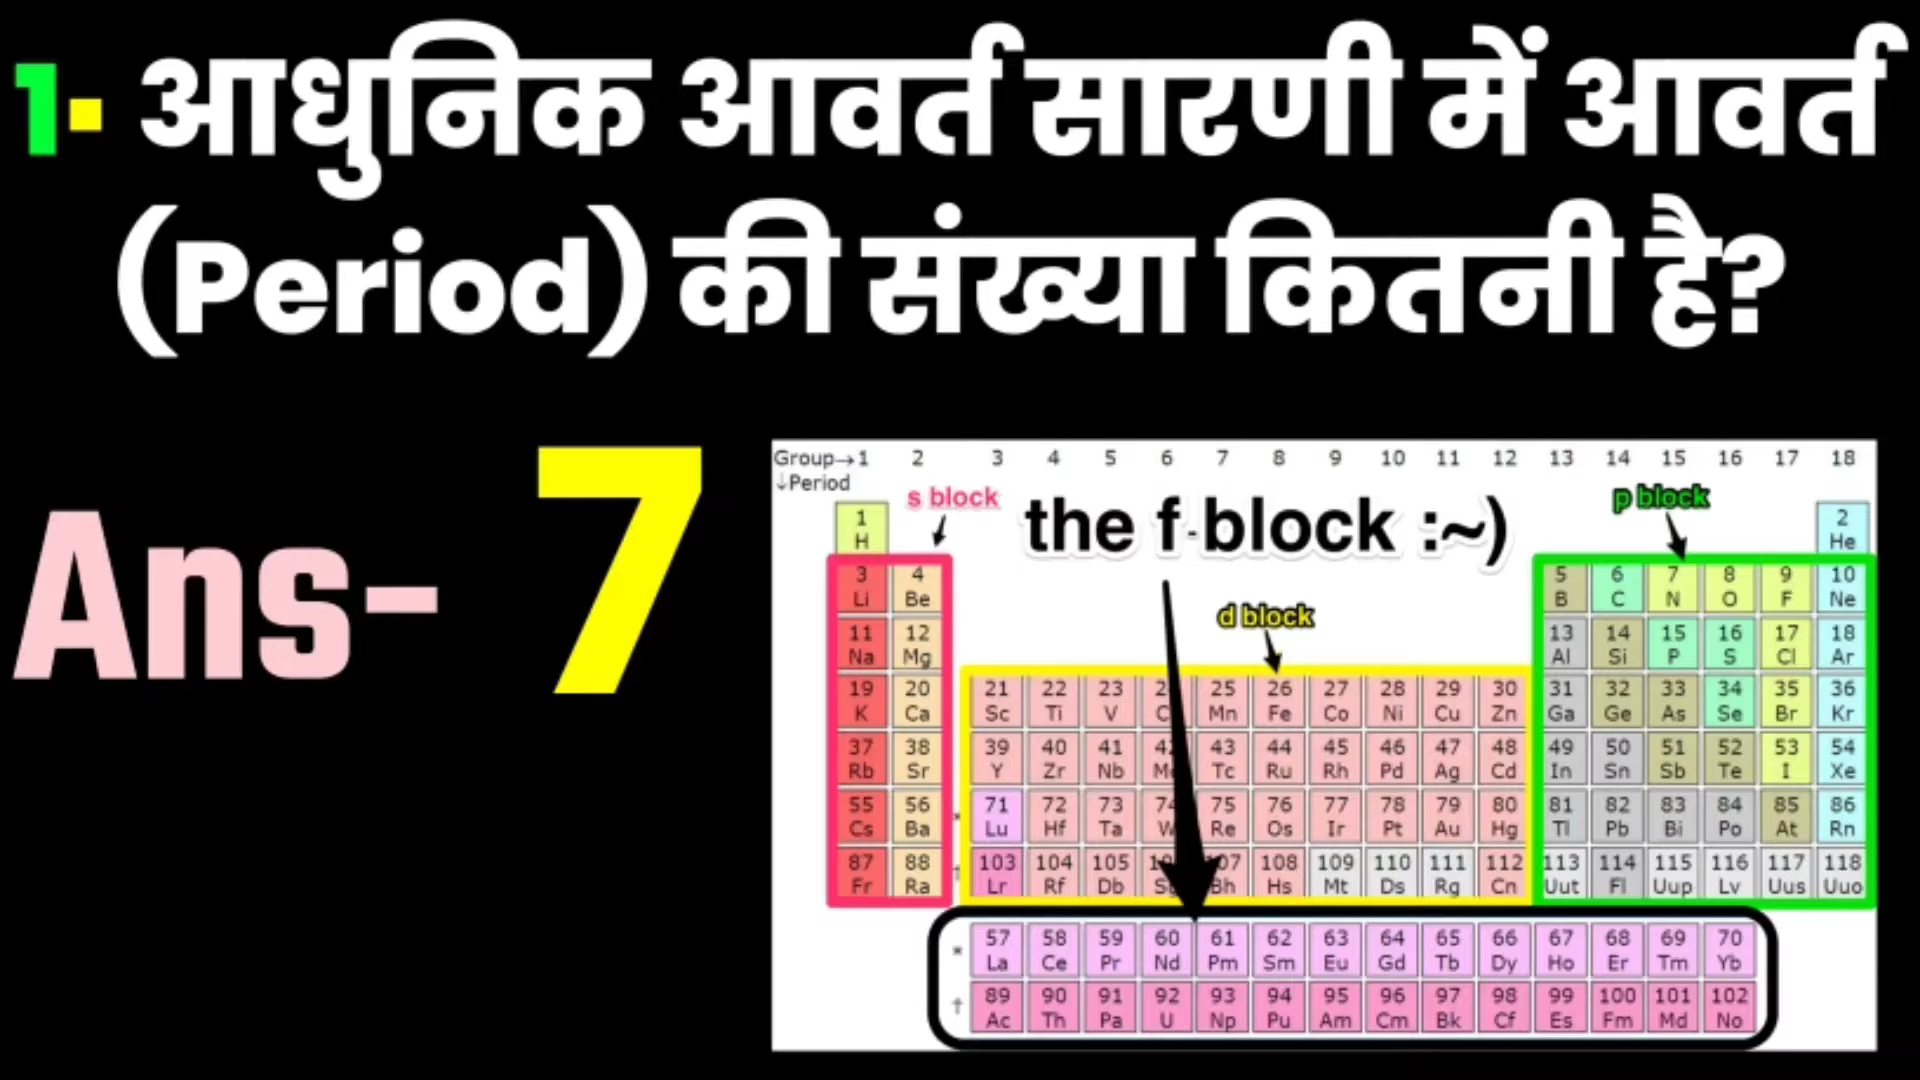 1- आधुनिक आवर्त सारणी में आवर्त
(Period) की संख्या कितनी है?
Ans- 7
Group→1 2 3 4 5 6 7 8 9 10 11 12 13 14 15 16 17 18
↓Period
s block
the f-block :~)
p block
d block
1 2
H He
3 4 5 6 7 8 9 10
Li Be B C N O F Ne
11 12 13 14 15 16 17 18
Na Mg Al Si P S Cl Ar
19 20 21 22 23 25 26 27 28 29 30 31 32 33 34 35 36
K Ca Sc Ti V Mn Fe Co Ni Cu Zn Ga Ge As Se Br Kr
37 38 39 40 41 43 44 45 46 47 48 49 50 51 52 53 54
Rb Sr Y Zr Nb Tc Ru Rh Pd Ag Cd In Sn Sb Te I Xe
55 56 * 71 72 73 74 75 76 77 78 79 80 81 82 83 84 85 86
Cs Ba Lu Hf Ta W Re Os Ir Pt Au Hg Tl Pb Bi Po At Rn
87 88 † 103 104 105 108 109 110 111 112 113 114 115 116 117 118
Fr Ra Lr Rf Db Bh Hs Mt Ds Rg Cn Uut Fl Uup Lv Uus Uuo
* 57 58 59 60 61 62 63 64 65 66 67 68 69 70
La Ce Pr Nd Pm Sm Eu Gd Tb Dy Ho Er Tm Yb
† 89 90 91 92 93 94 95 96 97 98 99 100 101 102
Ac Th Pa U Np Pu Am Cm Bk Cf Es Fm Md No